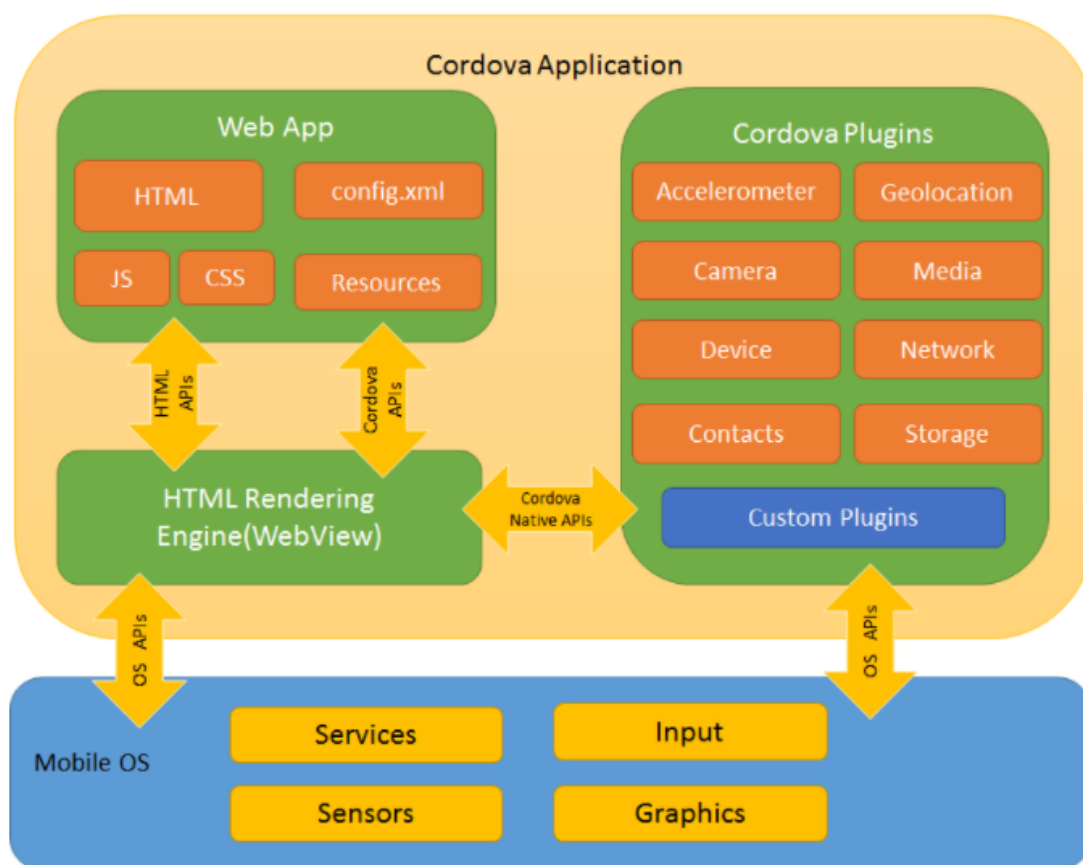 Cordova Application
Web App
HTML
config.xml
JS
CSS
Resources
Cordova Plugins
Accelerometer
Geolocation
Camera
Media
Device
Network
Contacts
Storage
Custom Plugins
HTML
APIs
Cordova
APIs
HTML Rendering
Engine(WebView)
Cordova
Native APIs
OS APIs
OS APIs
Mobile OS
Services
Input
Sensors
Graphics